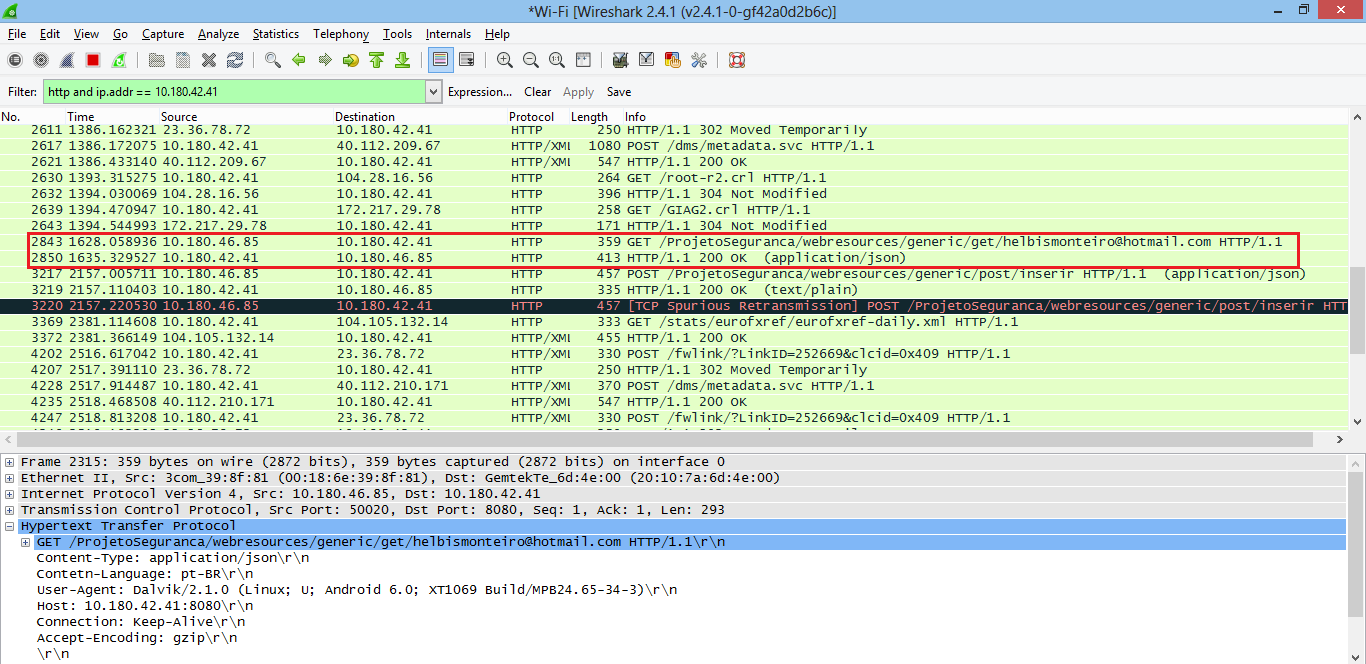 *Wi-Fi [Wireshark 2.4.1 (v2.4.1-0-gf42a0d2b6c)]
File Edit View Go Capture Analyze Statistics Telephony Tools Internals Help
Filter: http and ip.addr == 10.180.42.41 Expression... Clear Apply Save
No. Time Source Destination Protocol Length Info
2611 1386.162321 23.36.78.72 10.180.42.41 HTTP 250 HTTP/1.1 302 Moved Temporarily
2617 1386.172075 10.180.42.41 40.112.209.67 HTTP/XML 1080 POST /dms/metadata.svc HTTP/1.1
2621 1386.433140 40.112.209.67 10.180.42.41 HTTP/XML 547 HTTP/1.1 200 OK
2630 1393.315275 10.180.42.41 104.28.16.56 HTTP 264 GET /root-r2.crl HTTP/1.1
2632 1394.030069 104.28.16.56 10.180.42.41 HTTP 396 HTTP/1.1 304 Not Modified
2639 1394.470947 10.180.42.41 172.217.29.78 HTTP 258 GET /GIAG2.crl HTTP/1.1
2643 1394.544993 172.217.29.78 10.180.42.41 HTTP 171 HTTP/1.1 304 Not Modified
2843 1628.058936 10.180.46.85 10.180.42.41 HTTP 359 GET /ProjetoSeguranca/webresources/generic/get/helbismonteiro@hotmail.com HTTP/1.1
2850 1635.329527 10.180.42.41 10.180.46.85 HTTP 413 HTTP/1.1 200 OK (application/json)
3217 2157.005711 10.180.46.85 10.180.42.41 HTTP 457 POST /ProjetoSeguranca/webresources/generic/post/inserir HTTP/1.1 (application/json)
3219 2157.110403 10.180.42.41 10.180.46.85 HTTP 335 HTTP/1.1 200 OK (text/plain)
3220 2157.220530 10.180.46.85 10.180.42.41 HTTP 457 [TCP Spurious Retransmission] POST /ProjetoSeguranca/webresources/generic/post/inserir HTT
3369 2381.114608 10.180.42.41 104.105.132.14 HTTP 333 GET /stats/eurofxref/eurofxref-daily.xml HTTP/1.1
3372 2381.366149 104.105.132.14 10.180.42.41 HTTP/XML 455 HTTP/1.1 200 OK
4202 2516.617042 10.180.42.41 23.36.78.72 HTTP/XML 330 POST /fwlink/?LinkID=252669&clcid=0x409 HTTP/1.1
4207 2517.391110 23.36.78.72 10.180.42.41 HTTP 250 HTTP/1.1 302 Moved Temporarily
4228 2517.914487 10.180.42.41 40.112.210.171 HTTP/XML 370 POST /dms/metadata.svc HTTP/1.1
4235 2518.468508 40.112.210.171 10.180.42.41 HTTP/XML 547 HTTP/1.1 200 OK
4247 2518.813208 10.180.42.41 23.36.78.72 HTTP/XML 330 POST /fwlink/?LinkID=252669&clcid=0x409 HTTP/1.1
Frame 2315: 359 bytes on wire (2872 bits), 359 bytes captured (2872 bits) on interface 0
Ethernet II, Src: 3com_39:8f:81 (00:18:6e:39:8f:81), Dst: GemtekTe_6d:4e:00 (20:10:7a:6d:4e:00)
Internet Protocol Version 4, Src: 10.180.46.85, Dst: 10.180.42.41
Transmission Control Protocol, Src Port: 50020, Dst Port: 8080, Seq: 1, Ack: 1, Len: 293
Hypertext Transfer Protocol
GET /ProjetoSeguranca/webresources/generic/get/helbismonteiro@hotmail.com HTTP/1.1\r\n
Content-Type: application/json\r\n
Contetn-Language: pt-BR\r\n
User-Agent: Dalvik/2.1.0 (Linux; U; Android 6.0; XT1069 Build/MPB24.65-34-3)\r\n
Host: 10.180.42.41:8080\r\n
Connection: Keep-Alive\r\n
Accept-Encoding: gzip\r\n
\r\n